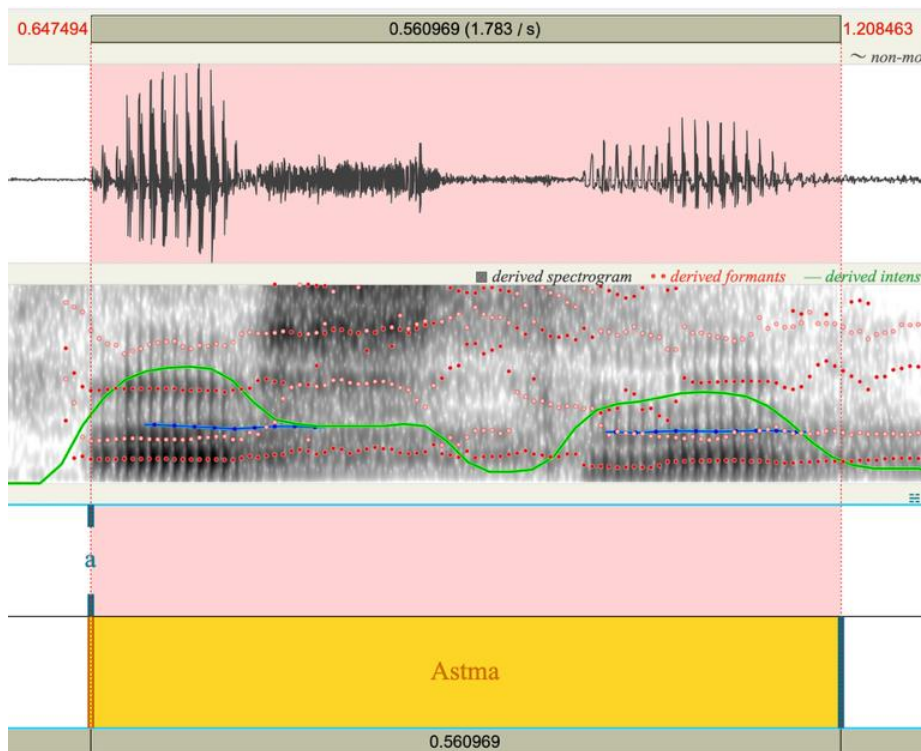 0.647494 0.560969 (1.783 / s) 1.208463
~ non-mo
derived spectrogram derived formants derived intens
a
Astma
0.560969